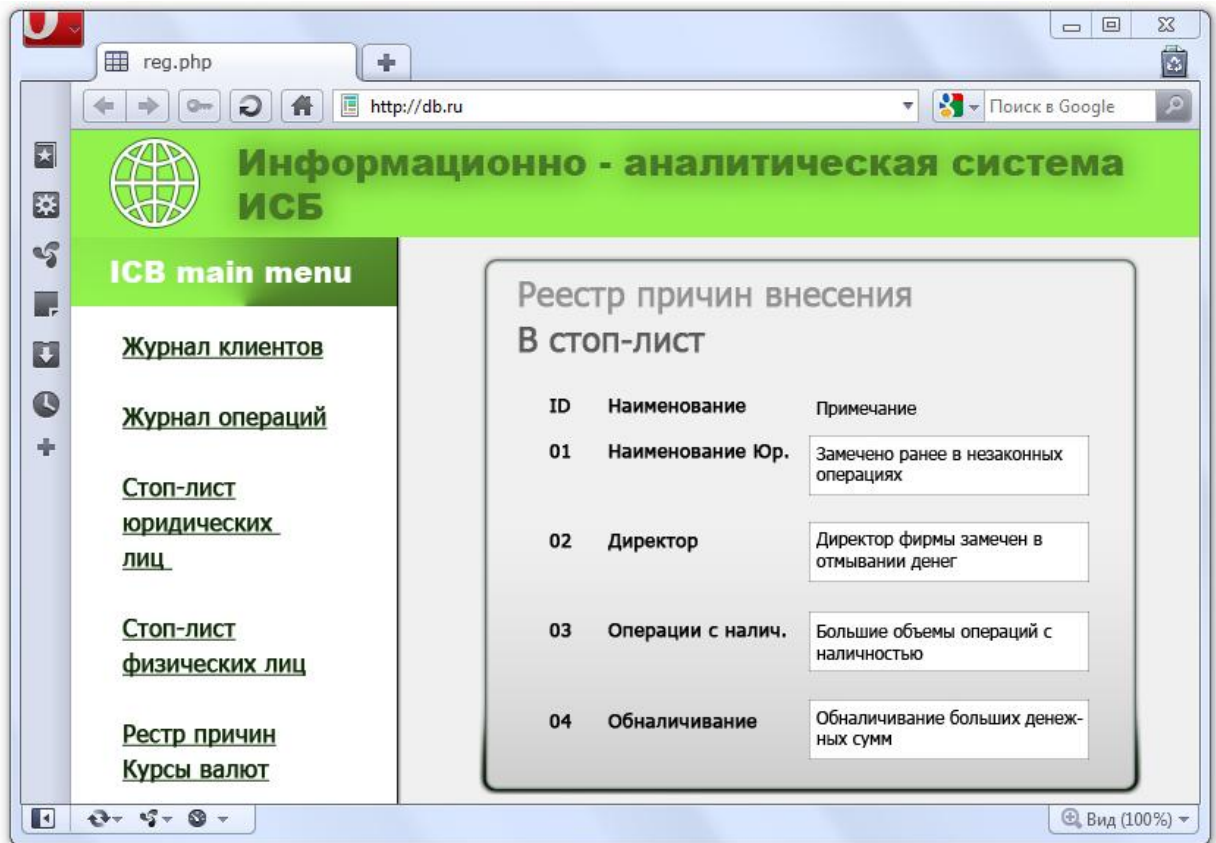 reg.php
http://db.ru
Поиск в Google
Информационно - аналитическая система
ИСБ
ICB main menu
Журнал клиентов
Журнал операций
Стоп-лист
юридических
лиц
Стоп-лист
физических лиц
Рестр причин
Курсы валют
Реестр причин внесения
В стоп-лист
ID Наименование Примечание
01 Наименование Юр. Замечено ранее в незаконных
операциях
02 Директор Директор фирмы замечен в
отмывании денег
03 Операции с налич. Большие объемы операций с
наличностью
04 Обналичивание Обналичивание больших денеж-
ных сумм
Вид (100%)